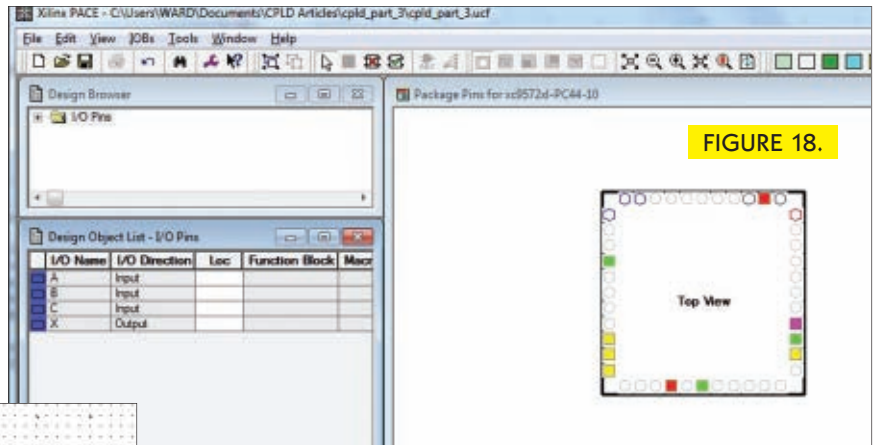 Xilinx PACE - C:\Users\WARD\Documents\CPLD Articles\cpld_part_3\cpld_part_3.ucf
File Edit View IOBs Tools Window Help
Design Browser
I/O Pins
Package Pins for xc9572xl-PC44-10
FIGURE 18.
Design Object List - I/O Pins
I/O Name I/O Direction Loc Function Block Macr
A Input
B Input
C Input
X Output
Top View